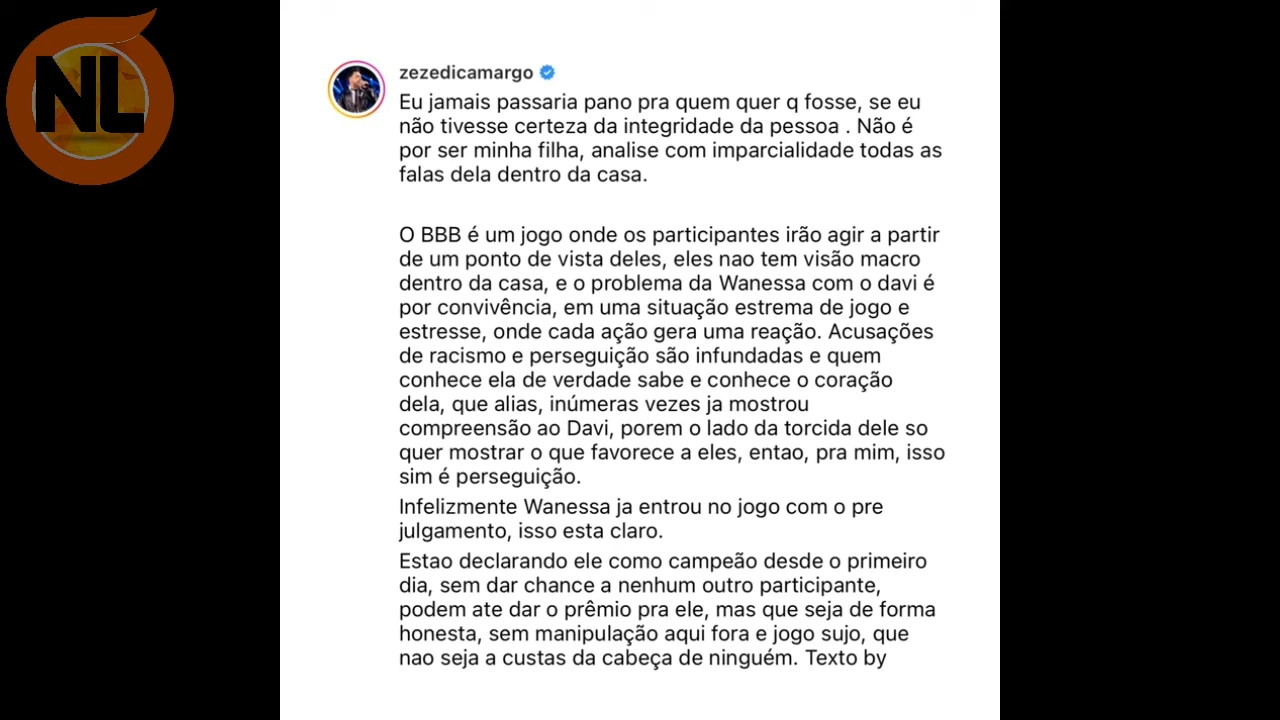 NL
zezedicamargo
Eu jamais passaria pano pra quem quer q fosse, se eu
não tivesse certeza da integridade da pessoa . Não é
por ser minha filha, analise com imparcialidade todas as
falas dela dentro da casa.
O BBB é um jogo onde os participantes irão agir a partir
de um ponto de vista deles, eles nao tem visão macro
dentro da casa, e o problema da Wanessa com o davi é
por convivência, em uma situação estrema de jogo e
estresse, onde cada ação gera uma reação. Acusações
de racismo e perseguição são infundadas e quem
conhece ela de verdade sabe e conhece o coração
dela, que alias, inúmeras vezes ja mostrou
compreensão ao Davi, porem o lado da torcida dele so
quer mostrar o que favorece a eles, entao, pra mim, isso
sim é perseguição.
Infelizmente Wanessa ja entrou no jogo com o pre
julgamento, isso esta claro.
Estao declarando ele como campeão desde o primeiro
dia, sem dar chance a nenhum outro participante,
podem ate dar o prêmio pra ele, mas que seja de forma
honesta, sem manipulação aqui fora e jogo sujo, que
nao seja a custas da cabeça de ninguém. Texto by